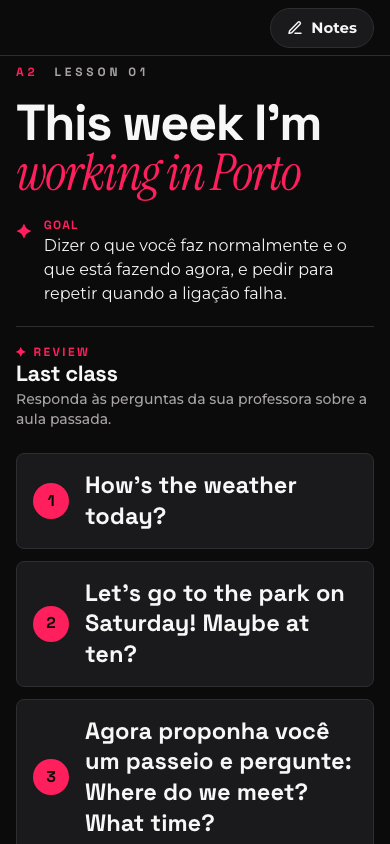 Notes
A2 LESSON 01
This week I'm
working in Porto
GOAL
Dizer o que você faz normalmente e o
que está fazendo agora, e pedir para
repetir quando a ligação falha.
REVIEW
Last class
Responda às perguntas da sua professora sobre a
aula passada.
1
How's the weather
today?
2
Let's go to the park on
Saturday! Maybe at
ten?
3
Agora proponha você
um passeio e pergunte:
Where do we meet?
What time?